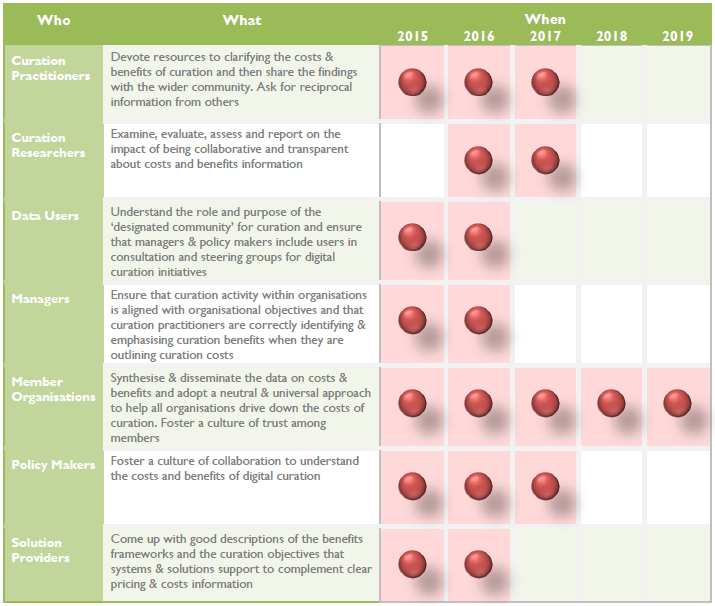 Who What When
2015 2016 2017 2018 2019
Curation
Practitioners
Devote resources to clarifying the costs &
benefits of curation and then share the findings
with the wider community. Ask for reciprocal
information from others
Curation
Researchers
Examine, evaluate, assess and report on the
impact of being collaborative and transparent
about costs and benefits information
Data Users
Understand the role and purpose of the
‘designated community’ for curation and ensure
that managers & policy makers include users in
consultation and steering groups for digital
curation initiatives
Managers
Ensure that curation activity within organisations
is aligned with organisational objectives and that
curation practitioners are correctly identifying &
emphasising curation benefits when they are
outlining curation costs
Member
Organisations
Synthesise & disseminate the data on costs &
benefits and adopt a neutral & universal approach
to help all organisations drive down the costs of
curation. Foster a culture of trust among
members
Policy Makers
Foster a culture of collaboration to understand
the costs and benefits of digital curation
Solution
Providers
Come up with good descriptions of the benefits
frameworks and the curation objectives that
systems & solutions support to complement clear
pricing & costs information